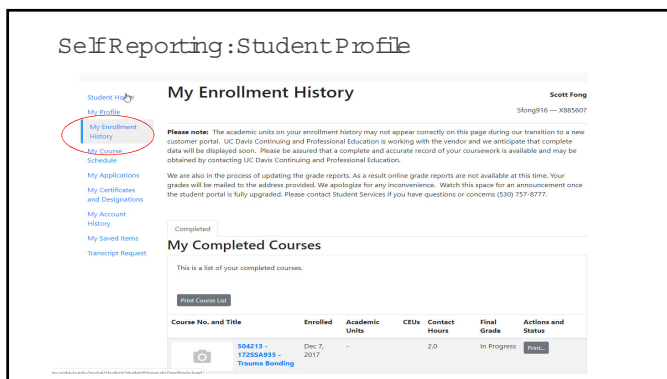 Self Reporting: Student Profile
Student Home
My Profile
My Enrollment
History
My Course
Schedule
My Applications
My Certificates
and Designations
My Account
History
My Saved Items
Transcript Request
My Enrollment History
Scott Fong
Sfong916 — X885607
Please note: The academic units on your enrollment history may not appear correctly on this page during our transition to a new
customer portal. UC Davis Continuing and Professional Education is working with the vendor and we anticipate that complete
data will be displayed soon. Please be assured that a complete and accurate record of your coursework is available and may be
obtained by contacting UC Davis Continuing and Professional Education.
We are also in the process of updating the grade reports. As a result online grade reports are not available at this time. Your
grades will be mailed to the address provided. We apologize for any inconvenience. Watch this space for an announcement once
the student portal is fully upgraded. Please contact Student Services if you have questions or concerns (530) 757-8777.
Completed
My Completed Courses
This is a list of your completed courses.
Print Course List
Course No. and Title Enrolled Academic Units CEUs Contact Hours Final Grade Actions and Status
504213 -
172SSA935 -
Trauma Bonding
Dec 7,
2017
-
2.0
In Progress
Print...